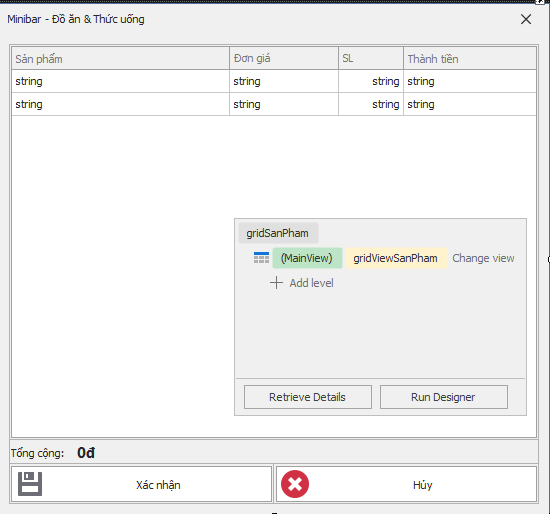 Minibar - Đồ ăn & Thức uống
Sản phẩm Đơn giá SL Thành tiền
string string string string
string string string string
gridSanPham
(MainView) gridViewSanPham Change view
Add level
Retrieve Details Run Designer
Tổng cộng: 0đ
Xác nhận Hủy